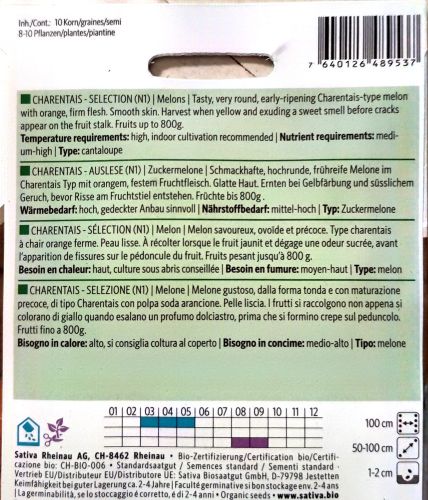 Inh./Cont.: 10 Korn/graines/semi
8-10 Pflanzen/plantes/piantine
7 640126 489537
CHARENTAIS - SELECTION (N1) | Melons | Tasty, very round, early-ripening Charentais-type melon
with orange, firm flesh. Smooth skin. Harvest when yellow and exuding a sweet smell before cracks
appear on the fruit stalk. Fruits up to 800g.
Temperature requirements: high, indoor cultivation recommended | Nutrient requirements: medi-
um-high | Type: cantaloupe
CHARENTAIS - AUSLESE (N1) | Zuckermelone | Schmackhafte, hochrunde, frühreife Melone im
Charentais Typ mit orangem, festem Fruchtfleisch. Glatte Haut. Ernten bei Gelbfärbung und süsslichem
Geruch, bevor Risse am Fruchtstiel entstehen. Früchte bis 800g .
Wärmebedarf: hoch, gedeckter Anbau sinnvoll | Nährstoffbedarf: mittel-hoch | Typ: Zuckermelone
CHARENTAIS - SÉLECTION (N1) | Melon | Melon savoureux, ovoïde et précoce. Type charentais
à chair orange ferme. Peau lisse. À récolter lorsque le fruit jaunit et dégage une odeur sucrée, avant
l'apparition de fissures sur le pédoncule du fruit. Fruits pesant jusqu'à 800 g.
Besoin en chaleur: haut, culture sous abris conseillée | Besoin en fumure: moyen-haut | Type: melon
CHARENTAIS - SELEZIONE (N1) | Melone | Melone gustoso, dalla forma tonda e con maturazione
precoce, di tipo Charentais con polpa soda arancione. Pelle liscia. I frutti si raccolgono non appena si
colorano di giallo quando esalano un profumo dolciastro, prima che si formino crepe sul peduncolo.
Frutti fino a 800g.
Bisogno in calore: alto, si consiglia coltura al coperto | Bisogno in concime: medio-alto | Tipo: melone
01 02 03 04 05 06 07 08 09 10 11 12
100 cm
50-100 cm
1-2 cm
Sativa Rheinau AG, CH-8462 Rheinau • Bio-Zertifizierung/Certification bio/Certifi-
cazione bio: CH-BIO-006 • Standardsaatgut / Semences standard / Sementi standard •
Vertrieb EU/Distribution EU/Distributore UE: Sativa Biosaatgut GmbH, D-79798 Jestetten
Keimfähigkeit bei guter Lagerung ca. 2-4 Jahre | Faculté germinative si bon stockage env. 2-4 ans
| La germinabilità, se lo stoccaggio é corretto, é di 2-4 anni • Organic seeds • www.sativa.bio